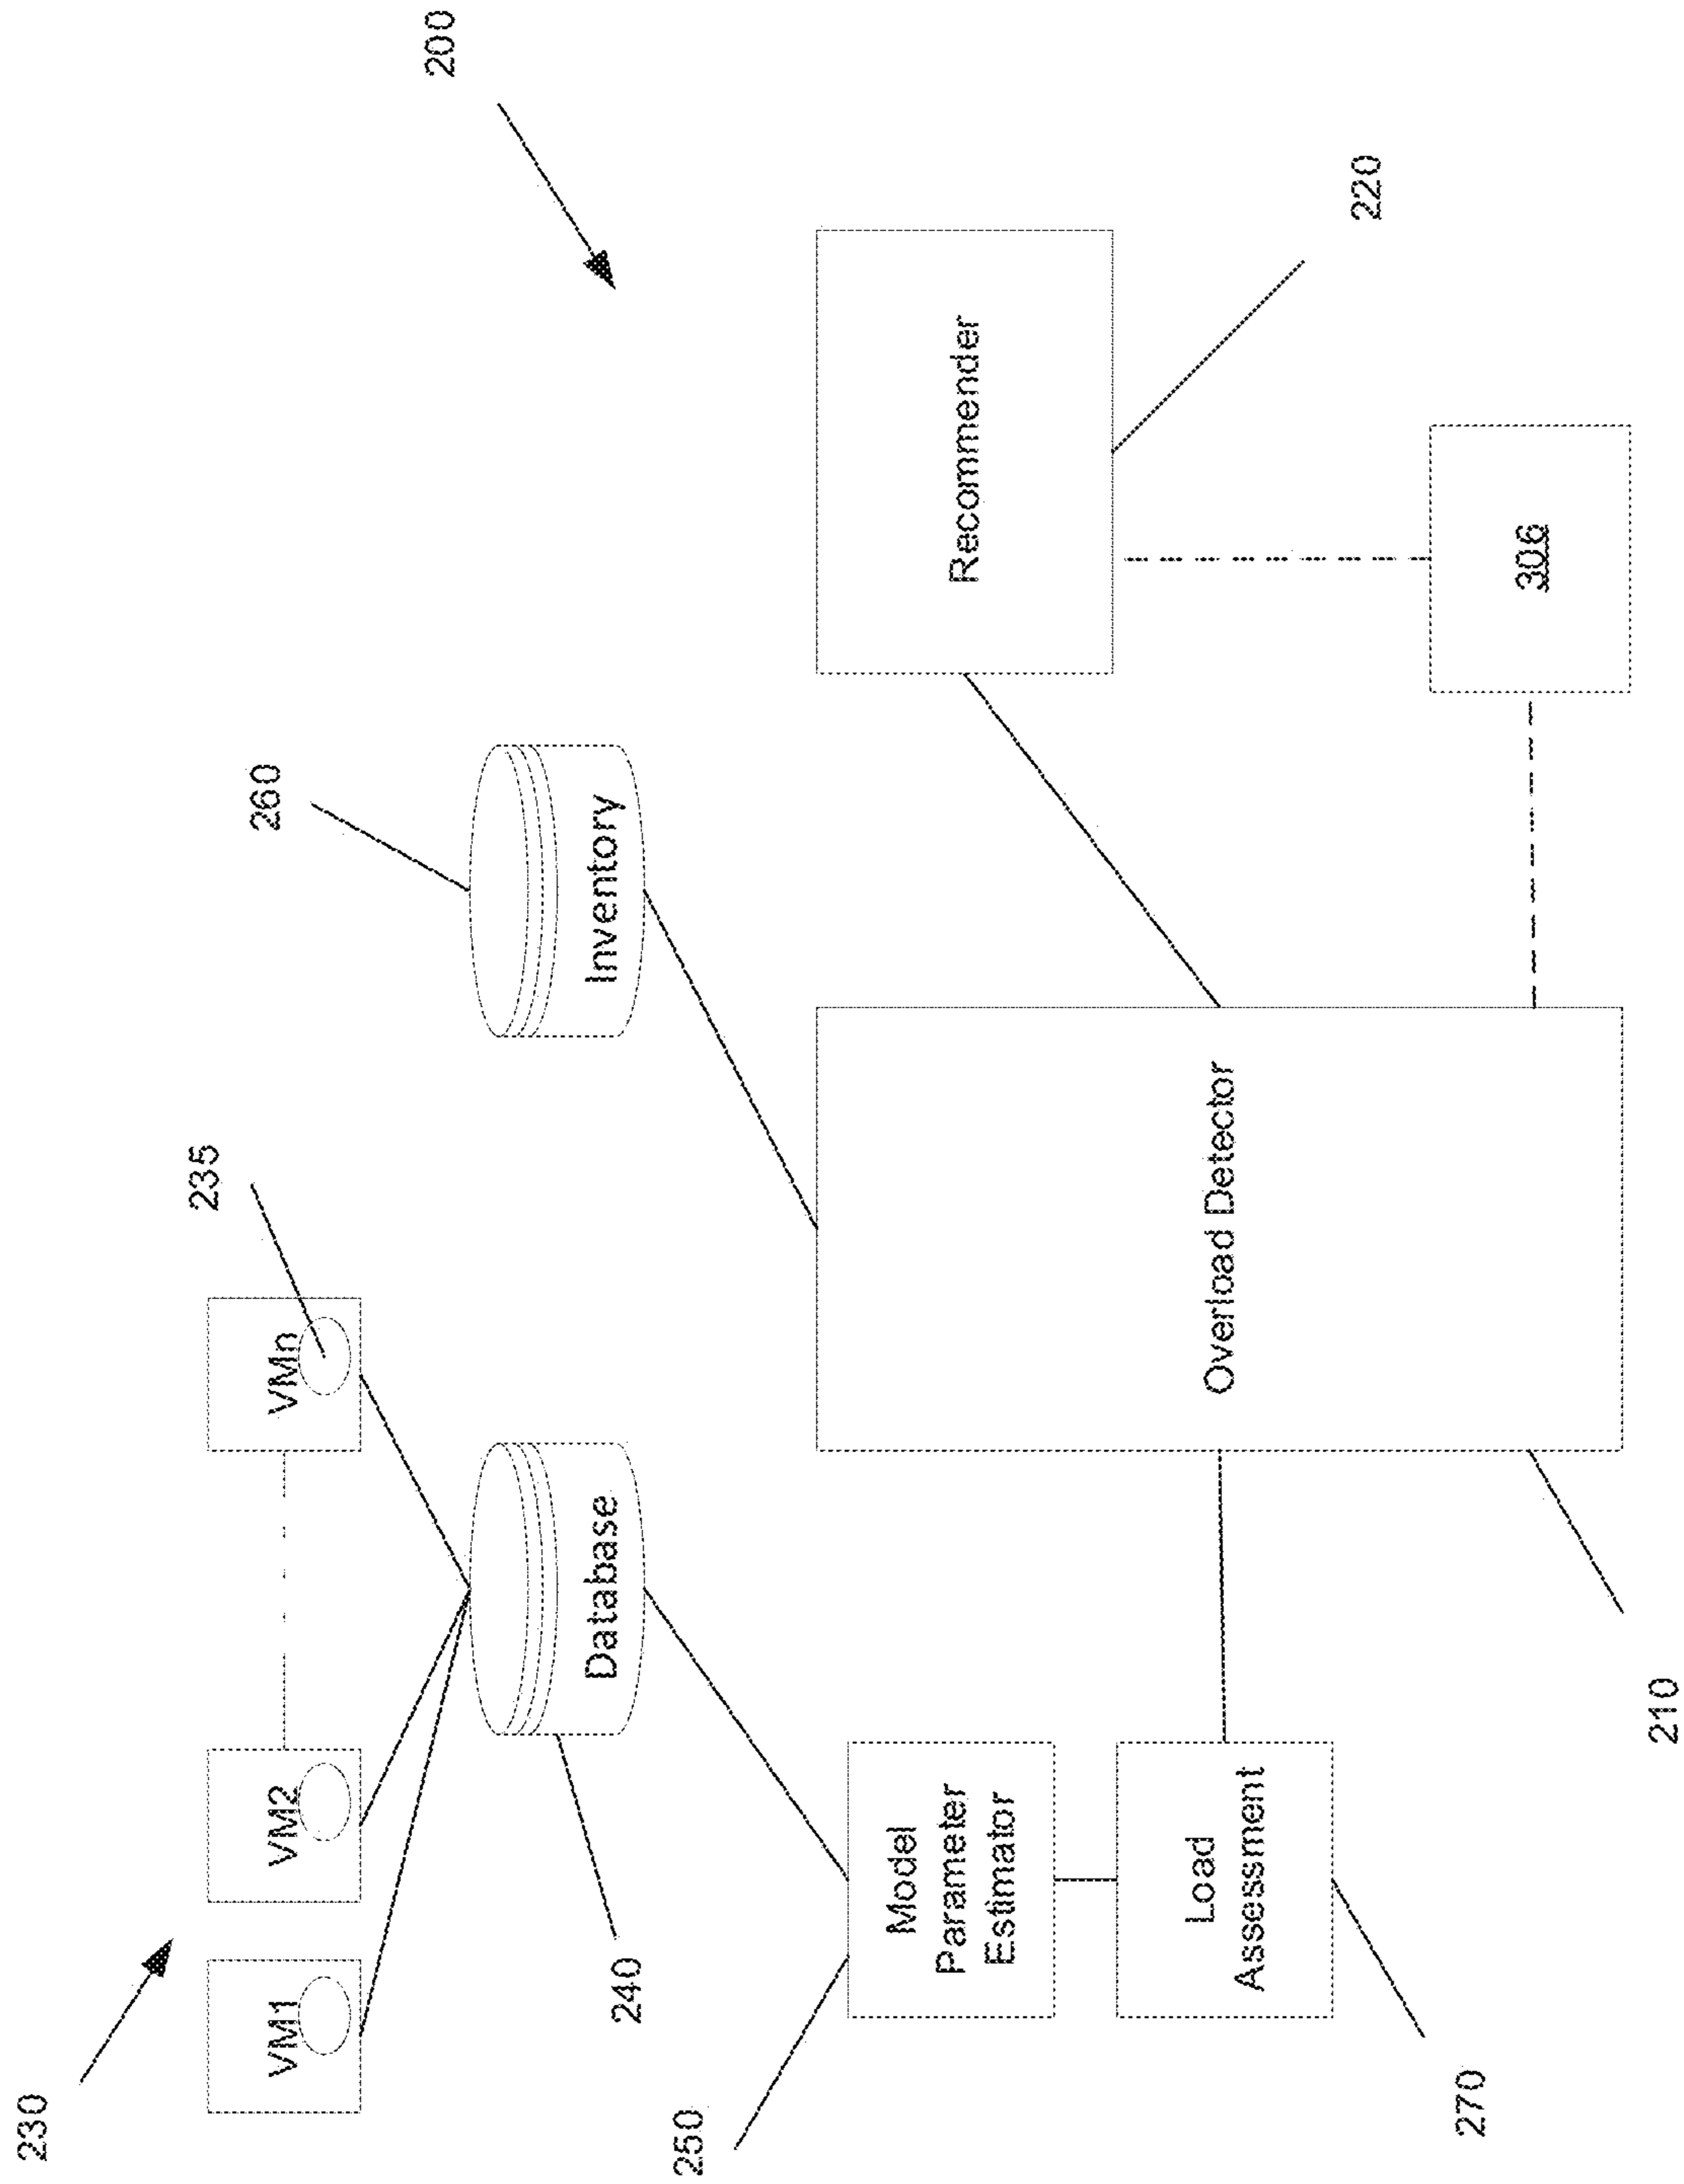 230
VM1
VM2
VMn
235
260
200
240
Database
Inventory
250
Model
Parameter
Estimator
Load
Assessment
270
Overload Detector
210
Recommender
220
306